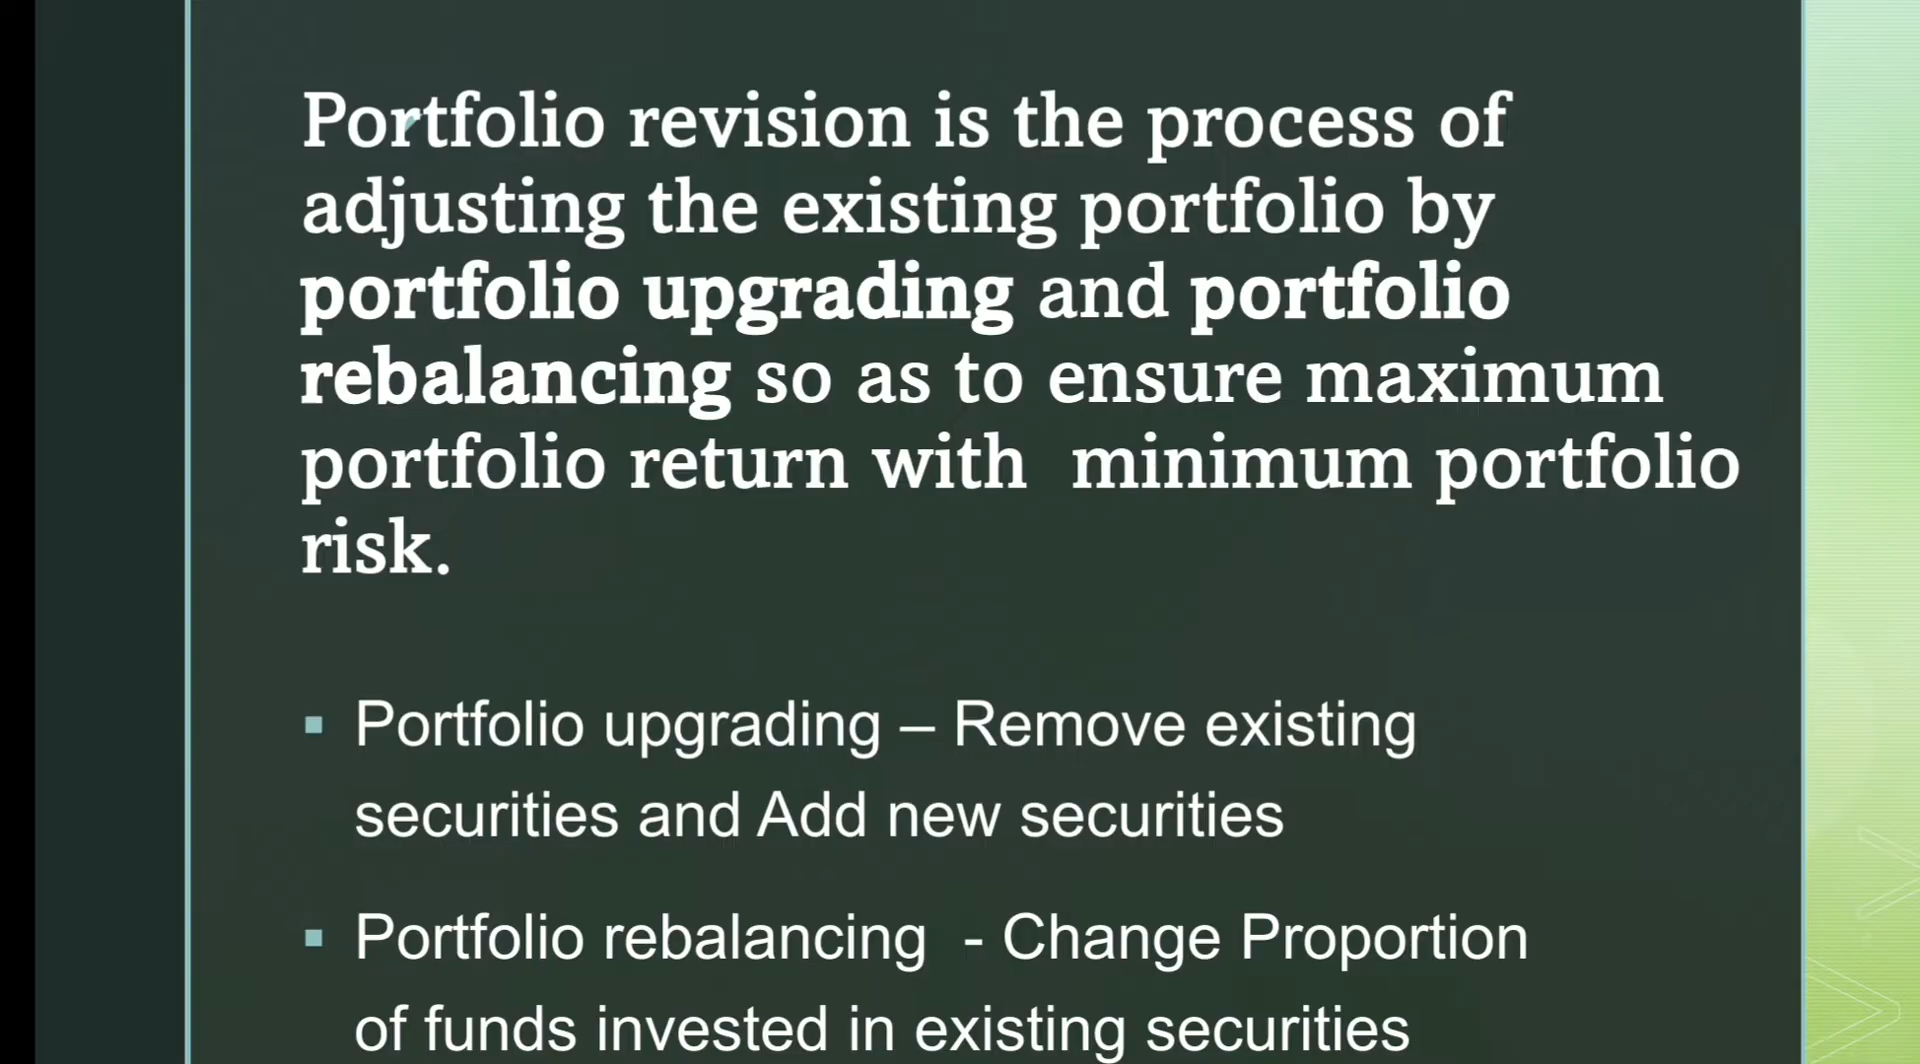 Portfolio revision is the process of
adjusting the existing portfolio by
portfolio upgrading and portfolio
rebalancing so as to ensure maximum
portfolio return with  minimum portfolio
risk.
▪ Portfolio upgrading – Remove existing
securities and Add new securities
▪ Portfolio rebalancing  - Change Proportion
of funds invested in existing securities